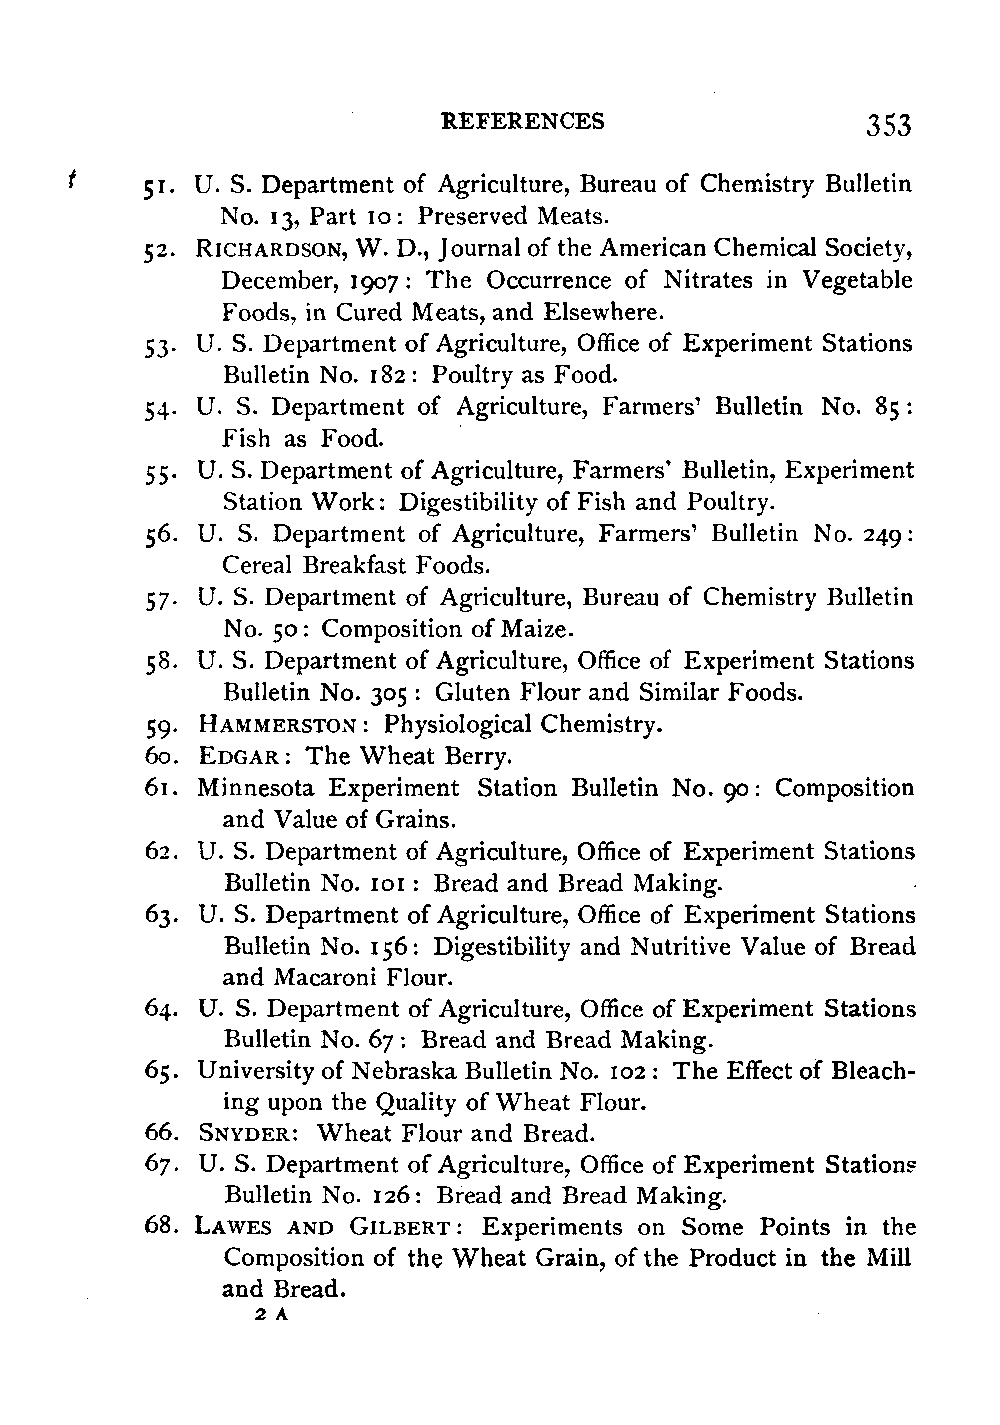 REFERENCES 353
51. U. S. Department of Agriculture, Bureau of Chemistry Bulletin
No. 13, Part 10: Preserved Meats.
52. RICHARDSON, W. D., Journal of the American Chemical Society,
December, 1907: The Occurrence of Nitrates in Vegetable
Foods, in Cured Meats, and Elsewhere.
53. U. S. Department of Agriculture, Office of Experiment Stations
Bulletin No. 182: Poultry as Food.
54. U. S. Department of Agriculture, Farmers' Bulletin No. 85:
Fish as Food.
55. U. S. Department of Agriculture, Farmers' Bulletin, Experiment
Station Work: Digestibility of Fish and Poultry.
56. U. S. Department of Agriculture, Farmers' Bulletin No. 249:
Cereal Breakfast Foods.
57. U. S. Department of Agriculture, Bureau of Chemistry Bulletin
No. 50: Composition of Maize.
58. U. S. Department of Agriculture, Office of Experiment Stations
Bulletin No. 305: Gluten Flour and Similar Foods.
59. HAMMERSTON: Physiological Chemistry.
60. EDGAR: The Wheat Berry.
61. Minnesota Experiment Station Bulletin No. 90: Composition
and Value of Grains.
62. U. S. Department of Agriculture, Office of Experiment Stations
Bulletin No. 101: Bread and Bread Making.
63. U. S. Department of Agriculture, Office of Experiment Stations
Bulletin No. 156: Digestibility and Nutritive Value of Bread
and Macaroni Flour.
64. U. S. Department of Agriculture, Office of Experiment Stations
Bulletin No. 67: Bread and Bread Making.
65. University of Nebraska Bulletin No. 102: The Effect of Bleach-
ing upon the Quality of Wheat Flour.
66. SNYDER: Wheat Flour and Bread.
67. U. S. Department of Agriculture, Office of Experiment Stations
Bulletin No. 126: Bread and Bread Making.
68. LAWES AND GILBERT: Experiments on Some Points in the
Composition of the Wheat Grain, of the Product in the Mill
and Bread.
2 A